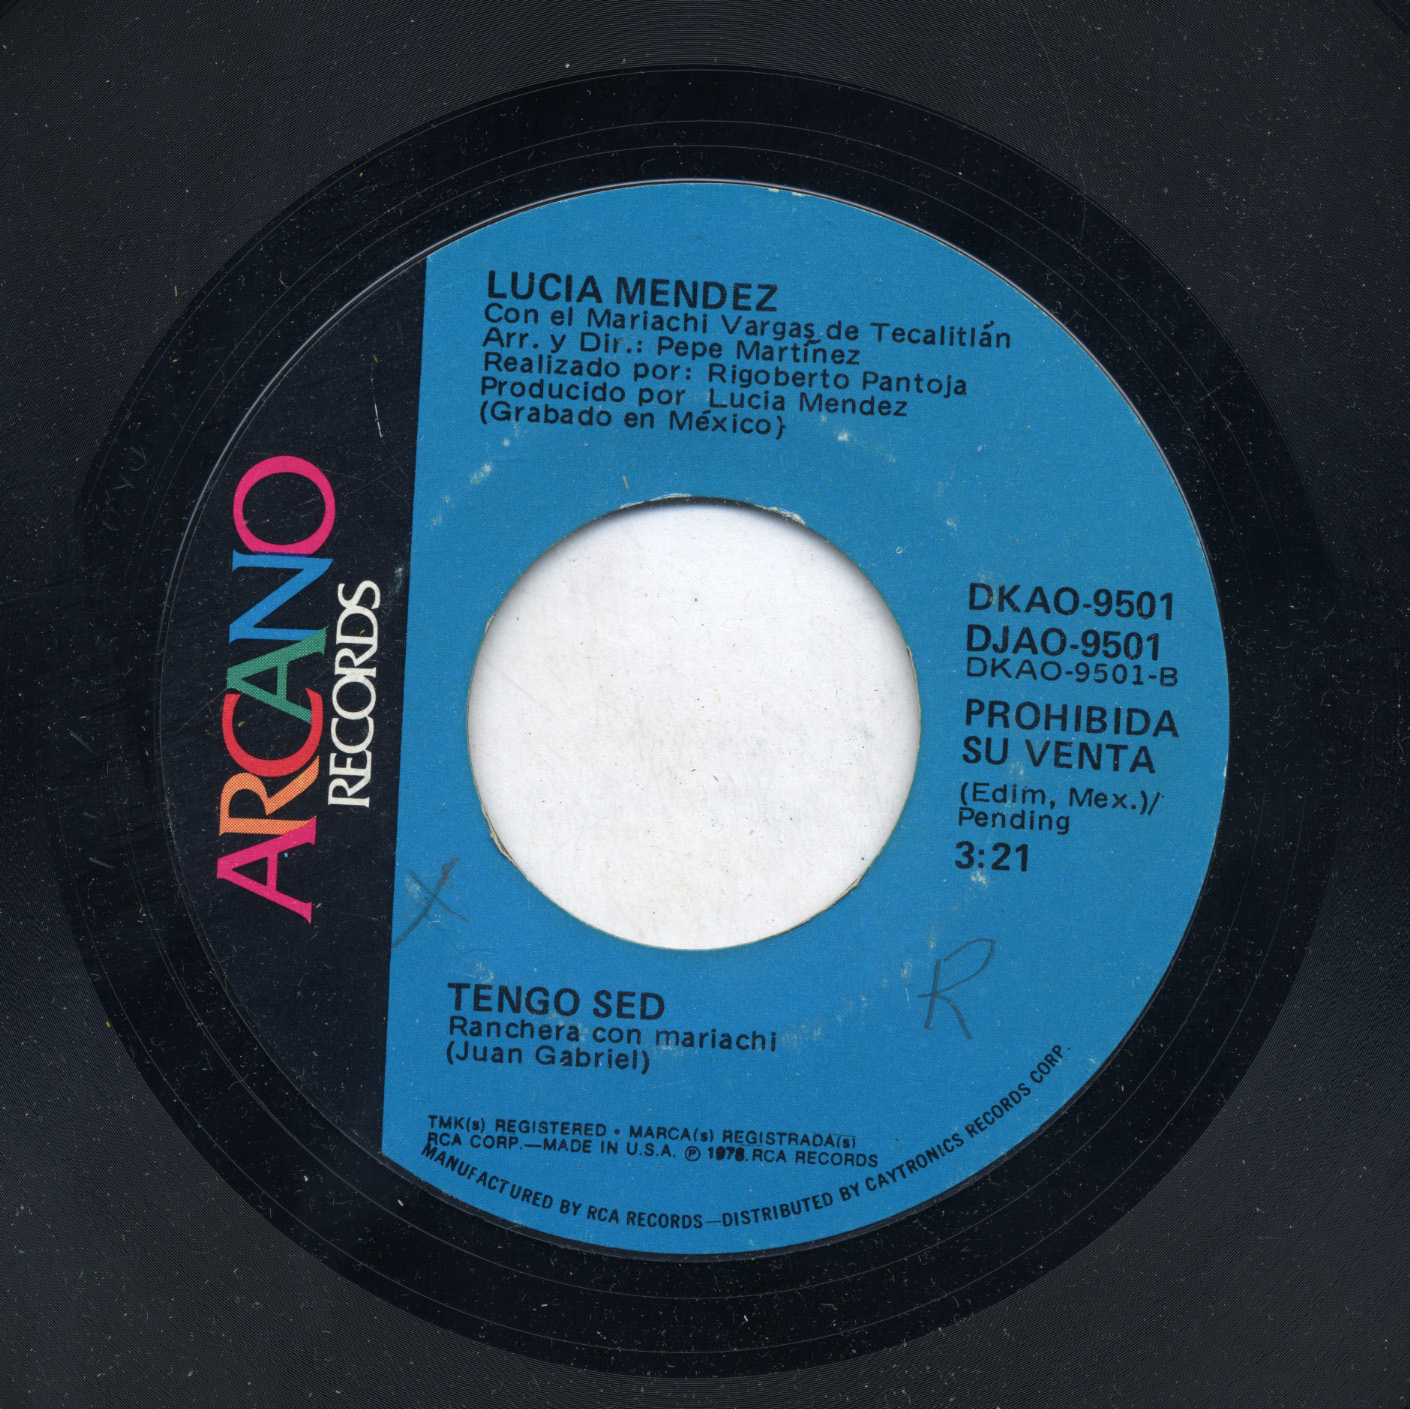 LUCIA MENDEZ
Con el Mariachi Vargas de Tecalitlán
Arr. y Dir.: Pepe Martínez
Realizado por: Rigoberto Pantoja
Producido por Lucia Mendez
(Grabado en México)
ARCANO
RECORDS
DKAO-9501
DJAO-9501
DKAO-9501-B
PROHIBIDA
SU VENTA
(Edim, Mex.)/
Pending
3:21
X
R
TENGO SED
Ranchera con mariachi
(Juan Gabriel)
TMK(s) REGISTERED • MARCA(s) REGISTRADA(s)
RCA CORP.—MADE IN U.S.A. ℗ 1978. RCA RECORDS
MANUFACTURED BY RCA RECORDS—DISTRIBUTED BY CAYTRONICS RECORDS CORP.